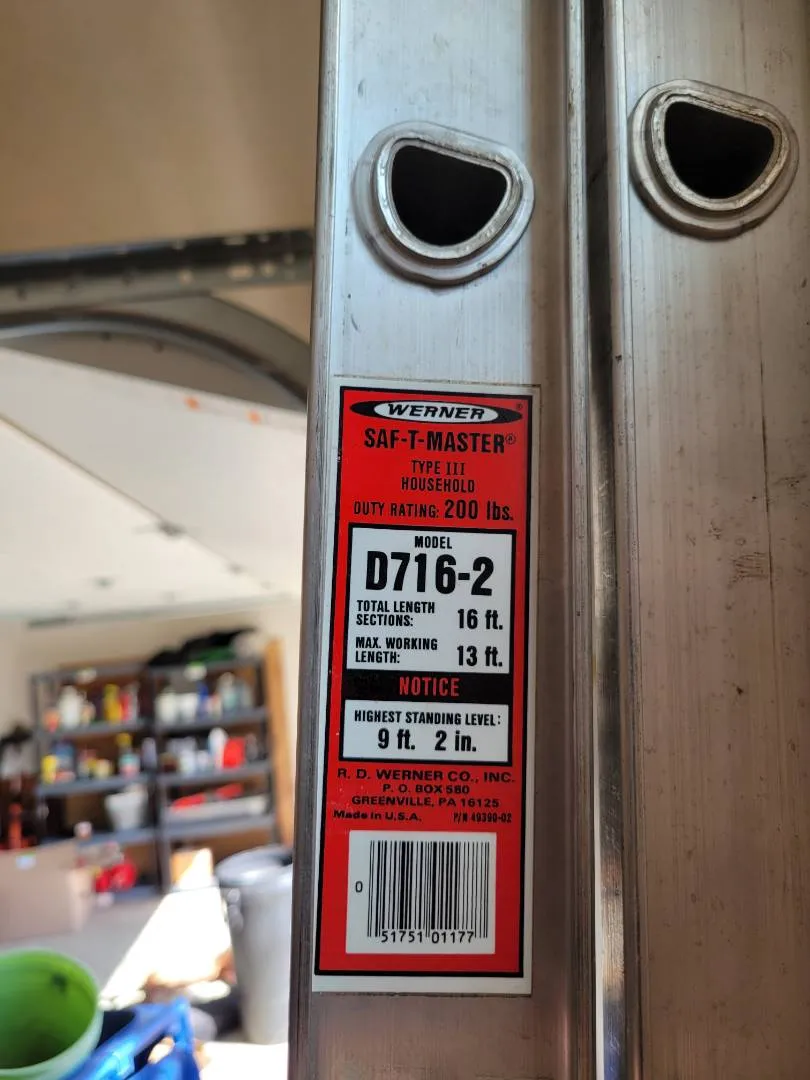 WERNER®
SAF-T-MASTER®
TYPE III
HOUSEHOLD
DUTY RATING: 200 lbs.
MODEL
D716-2
TOTAL LENGTH
SECTIONS: 16 ft.
MAX. WORKING
LENGTH: 13 ft.
NOTICE
HIGHEST STANDING LEVEL:
9 ft. 2 in.
R. D. WERNER CO., INC.
P. O. BOX 580
GREENVILLE, PA 16125
Made in U.S.A. P/N 49390-02
0 51751 01177